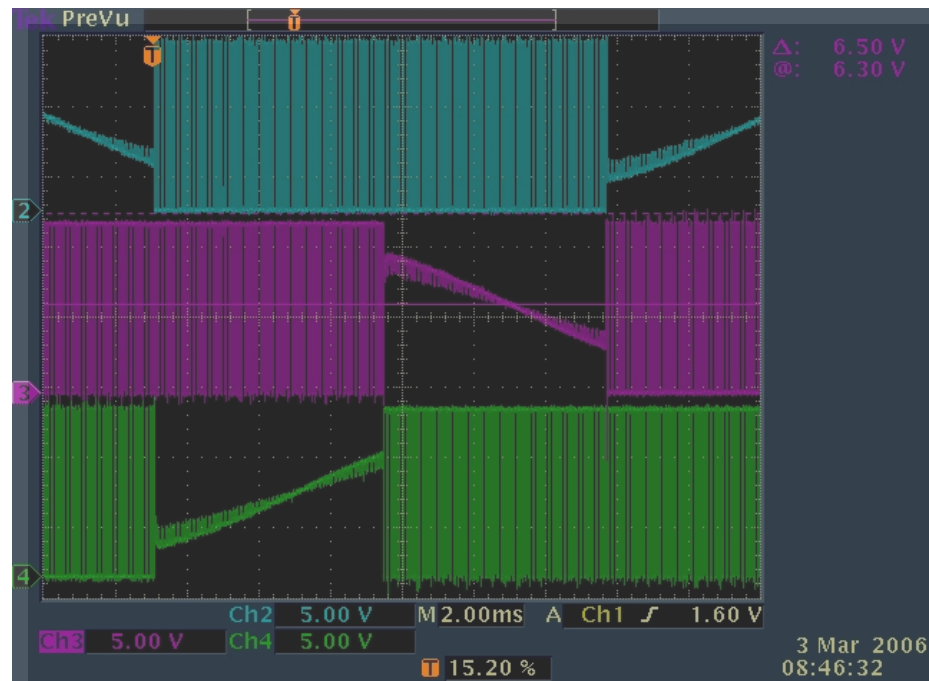 Tek PreVu
T
Δ: 6.50 V
@: 6.30 V
T
2
3
4
Ch2 5.00 V M 2.00ms A Ch1 ʃ 1.60 V
Ch3 5.00 V Ch4 5.00 V
T 15.20 %
3 Mar 2006
08:46:32